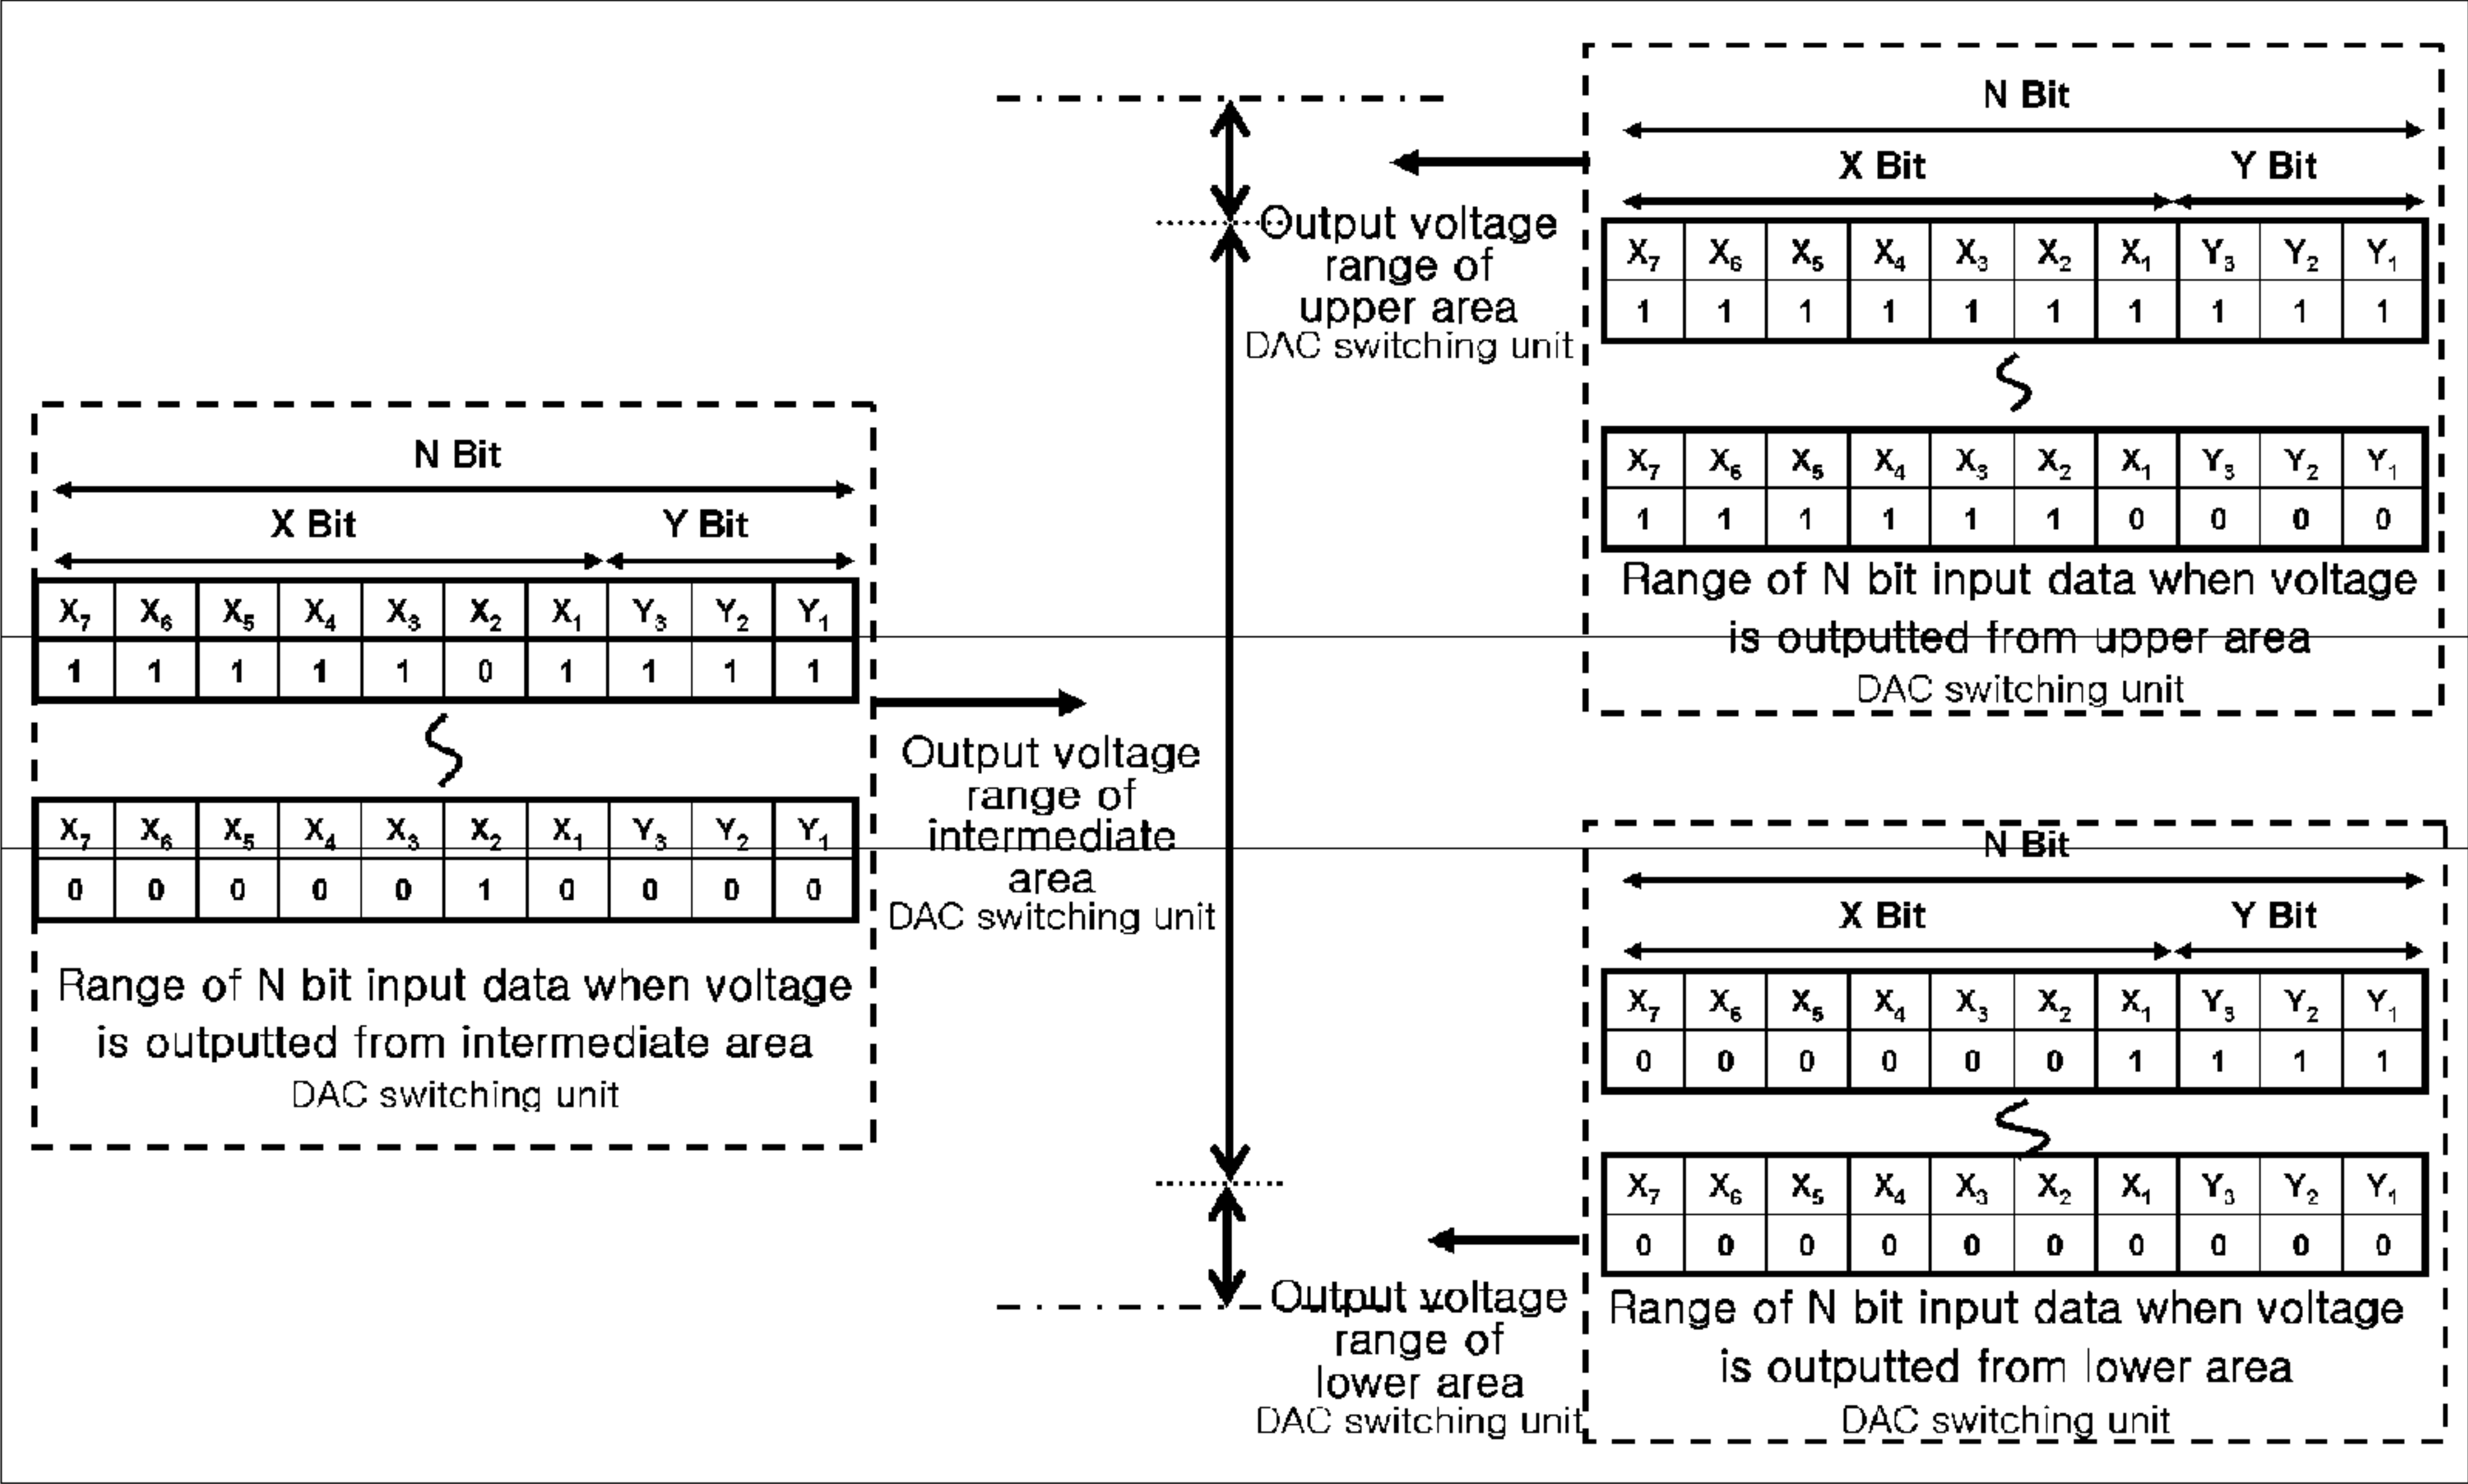 N Bit
X Bit Y Bit
X7 X6 X5 X4 X3 X2 X1 Y3 Y2 Y1
1 1 1 1 1 1 1 1 1 1
X7 X6 X5 X4 X3 X2 X1 Y3 Y2 Y1
1 1 1 1 1 1 0 0 0 0
Range of N bit input data when voltage
is outputted from upper area
DAC switching unit
Output voltage
range of
upper area
DAC switching unit
N Bit
X Bit Y Bit
X7 X6 X5 X4 X3 X2 X1 Y3 Y2 Y1
1 1 1 1 1 0 1 1 1 1
X7 X6 X5 X4 X3 X2 X1 Y3 Y2 Y1
0 0 0 0 0 1 0 0 0 0
Range of N bit input data when voltage
is outputted from intermediate area
DAC switching unit
Output voltage
range of
intermediate
area
DAC switching unit
N Bit
X Bit Y Bit
X7 X6 X5 X4 X3 X2 X1 Y3 Y2 Y1
0 0 0 0 0 0 1 1 1 1
X7 X6 X5 X4 X3 X2 X1 Y3 Y2 Y1
0 0 0 0 0 0 0 0 0 0
Range of N bit input data when voltage
is outputted from lower area
DAC switching unit
Output voltage
range of
lower area
DAC switching unit